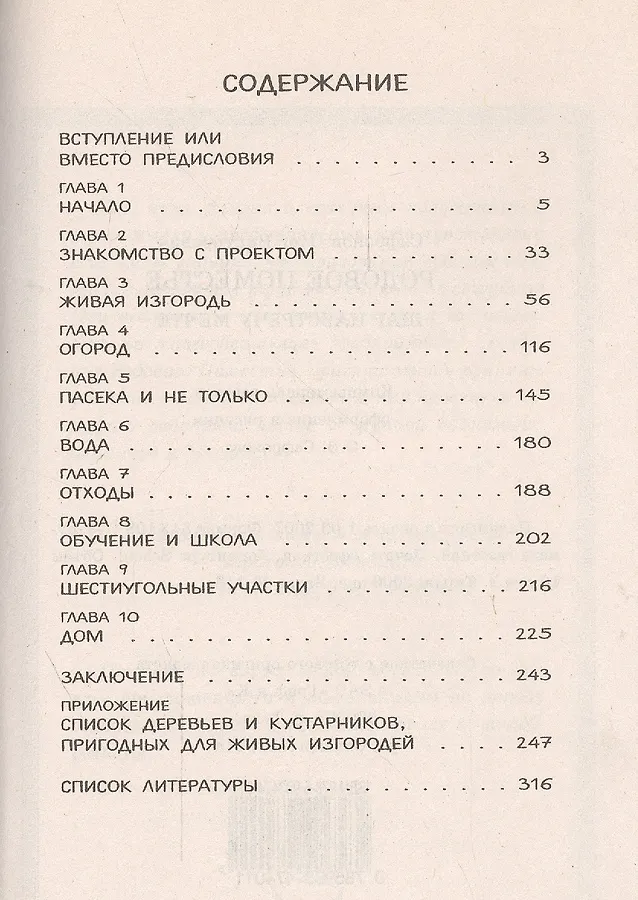 СОДЕРЖАНИЕ
ВСТУПЛЕНИЕ ИЛИ
ВМЕСТО ПРЕДИСЛОВИЯ . . . . . . . . . . . . 3
ГЛАВА 1
НАЧАЛО . . . . . . . . . . . . . . . . . . . 5
ГЛАВА 2
ЗНАКОМСТВО С ПРОЕКТОМ . . . . . . . . . 33
ГЛАВА 3
ЖИВАЯ ИЗГОРОДЬ . . . . . . . . . . . . . 56
ГЛАВА 4
ОГОРОД . . . . . . . . . . . . . . . . . . 116
ГЛАВА 5
ПАСЕКА И НЕ ТОЛЬКО . . . . . . . . . . . 145
ГЛАВА 6
ВОДА . . . . . . . . . . . . . . . . . . . 180
ГЛАВА 7
ОТХОДЫ . . . . . . . . . . . . . . . . . . 188
ГЛАВА 8
ОБУЧЕНИЕ И ШКОЛА . . . . . . . . . . . . 202
ГЛАВА 9
ШЕСТИУГОЛЬНЫЕ УЧАСТКИ . . . . . . . . . 216
ГЛАВА 10
ДОМ . . . . . . . . . . . . . . . . . . . 225
ЗАКЛЮЧЕНИЕ . . . . . . . . . . . . . . . 243
ПРИЛОЖЕНИЕ
СПИСОК ДЕРЕВЬЕВ И КУСТАРНИКОВ,
ПРИГОДНЫХ ДЛЯ ЖИВЫХ ИЗГОРОДЕЙ . . . . 247
СПИСОК ЛИТЕРАТУРЫ . . . . . . . . . . . 316